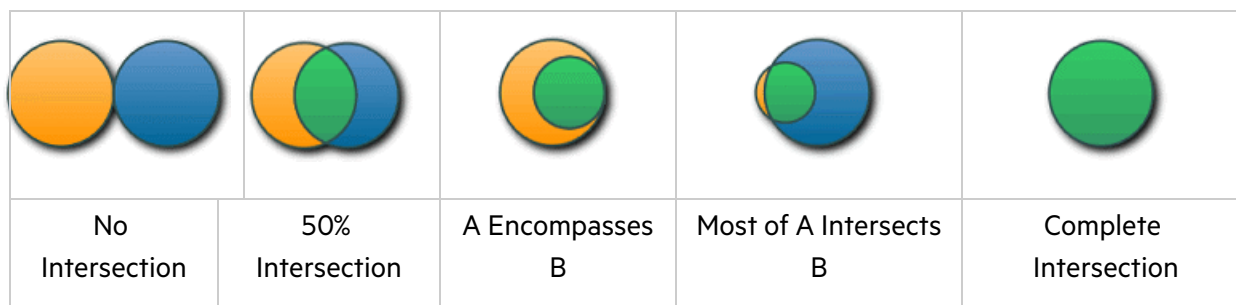 No
Intersection
50%
Intersection
A Encompasses
B
Most of A Intersects
B
Complete
Intersection